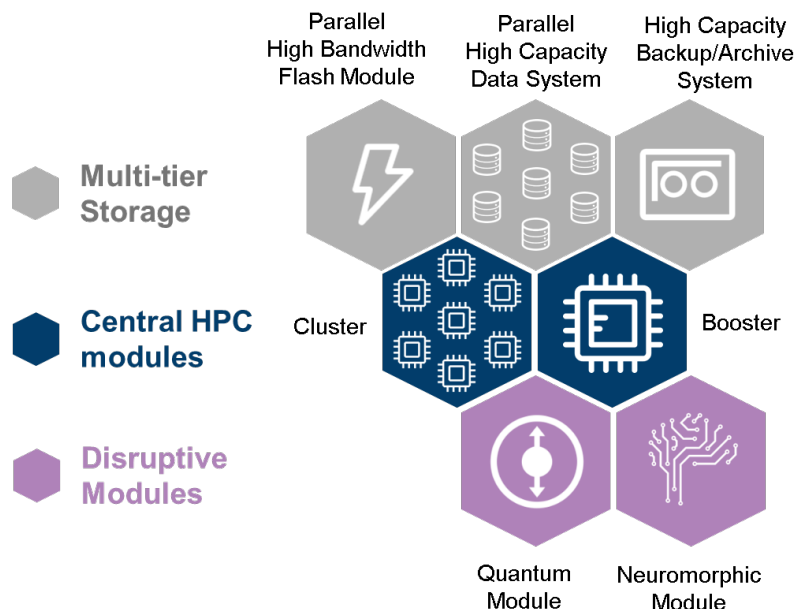 Parallel
High Bandwidth
Flash Module
Parallel
High Capacity
Data System
High Capacity
Backup/Archive
System
Multi-tier
Storage
Central HPC
modules
Cluster
Booster
Disruptive
Modules
Quantum
Module
Neuromorphic
Module